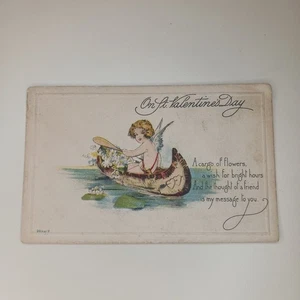 On St. Valentine's Day
A cargo of Flowers,
a wish for bright hours
And the thought of a friend
is my message to you.